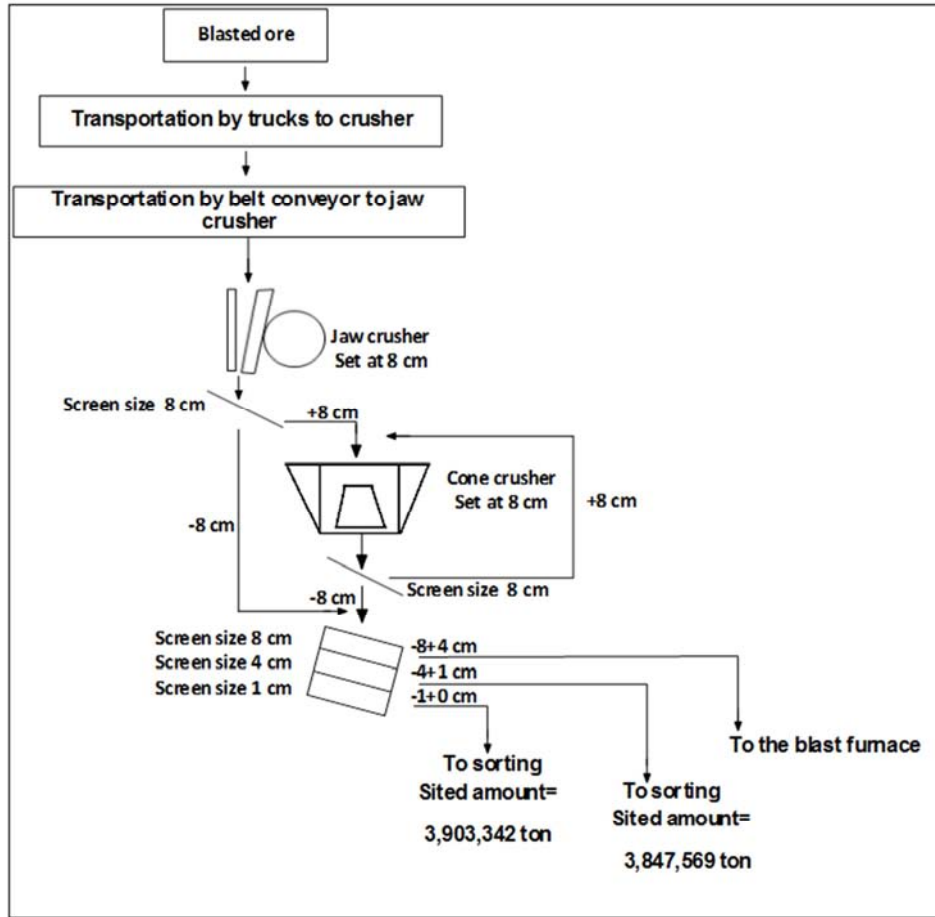 Blasted ore
Transportation by trucks to crusher
Transportation by belt conveyor to jaw
crusher
Jaw crusher
Set at 8 cm
Screen size 8 cm
+8 cm
Cone crusher
Set at 8 cm
+8 cm
-8 cm
Screen size 8 cm
-8 cm
Screen size 8 cm
Screen size 4 cm
Screen size 1 cm
-8+4 cm
-4+1 cm
-1+0 cm
To the blast furnace
To sorting
Sited amount=
3,903,342 ton
To sorting
Sited amount=
3,847,569 ton